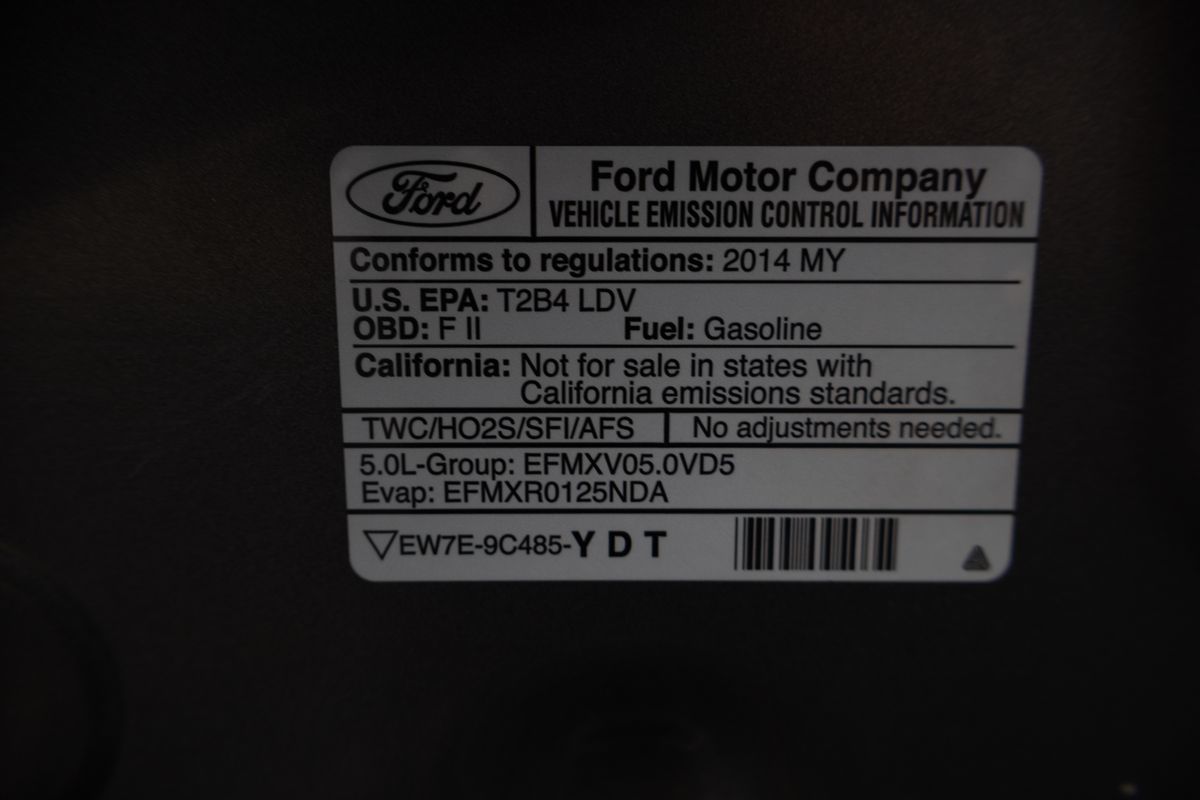 Ford
Ford Motor Company
VEHICLE EMISSION CONTROL INFORMATION
Conforms to regulations: 2014 MY
U.S. EPA: T2B4 LDV
OBD: F II Fuel: Gasoline
California: Not for sale in states with
California emissions standards.
TWC/HO2S/SFI/AFS No adjustments needed.
5.0L-Group: EFMXV05.0VD5
Evap: EFMXR0125NDA
EW7E-9C485-Y D T